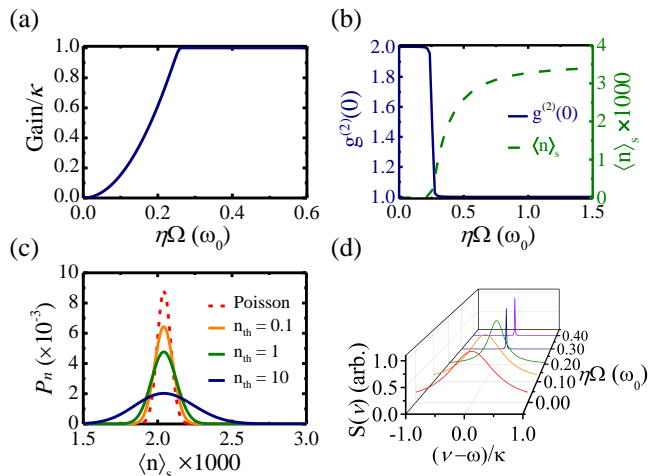 (a)
1.0
0.8
0.6
0.4
0.2
0.0
Gain/κ
0.0 0.2 0.4 0.6
ηΩ (ω₀)
(b)
2.0
1.8
1.6
1.4
1.2
1.0
g⁽²⁾(0)
g⁽²⁾(0)
⟨n⟩ₛ
4
3
2
1
0
⟨n⟩ₛ ×1000
0.0 0.5 1.0 1.5
ηΩ (ω₀)
(c)
10
8
6
4
2
0
Pₙ (×10⁻³)
Poisson
nₜₕ = 0.1
nₜₕ = 1
nₜₕ = 10
1.5 2.0 2.5 3.0
⟨n⟩ₛ ×1000
(d)
1.0
0.5
0.0
S(ν) (arb.)
-1.0 0.0 1.0
(ν−ω)/κ
0.40
0.30
0.20
0.10
0.00
ηΩ (ω₀)